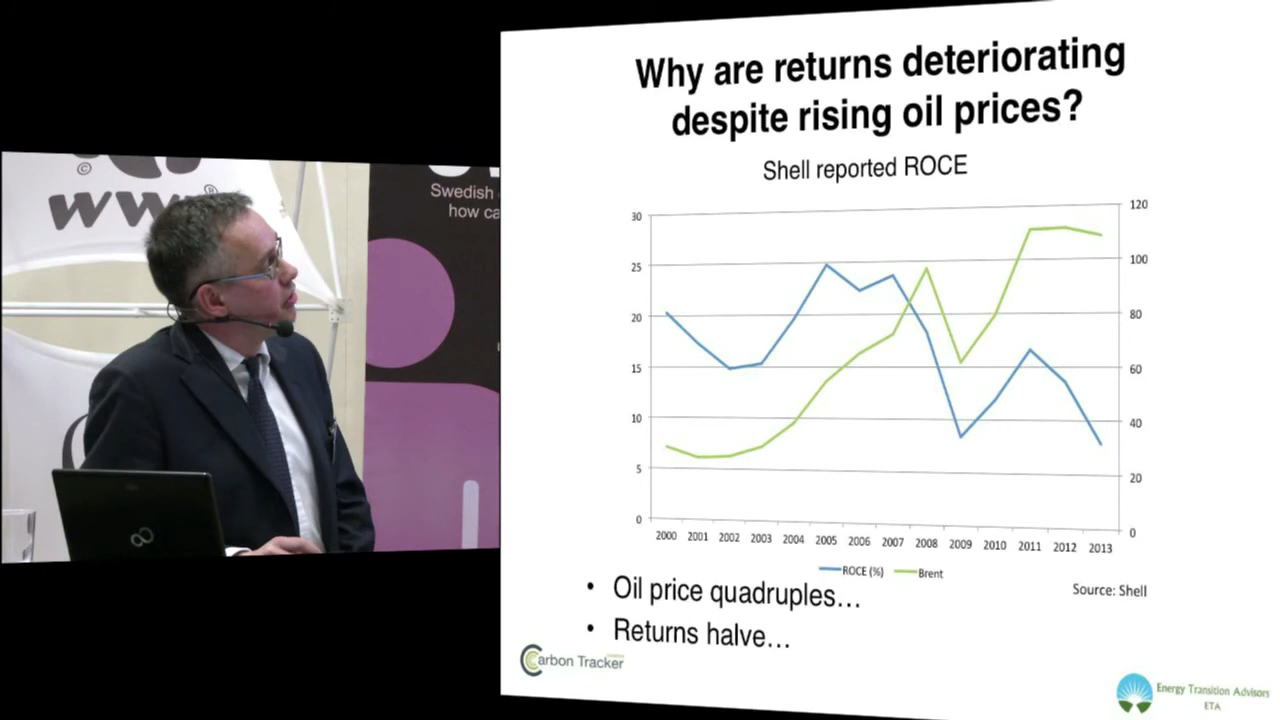 Why are returns deteriorating
despite rising oil prices?
Shell reported ROCE
30
25
20
15
10
5
0
120
100
80
60
40
20
0
2000 2001 2002 2003 2004 2005 2006 2007 2008 2009 2010 2011 2012 2013
ROCE (%) Brent
Source: Shell
• Oil price quadruples…
• Returns halve…
Carbon Tracker
Energy Transition Advisors
ETA
©
WWF
®
Swedish
how ca